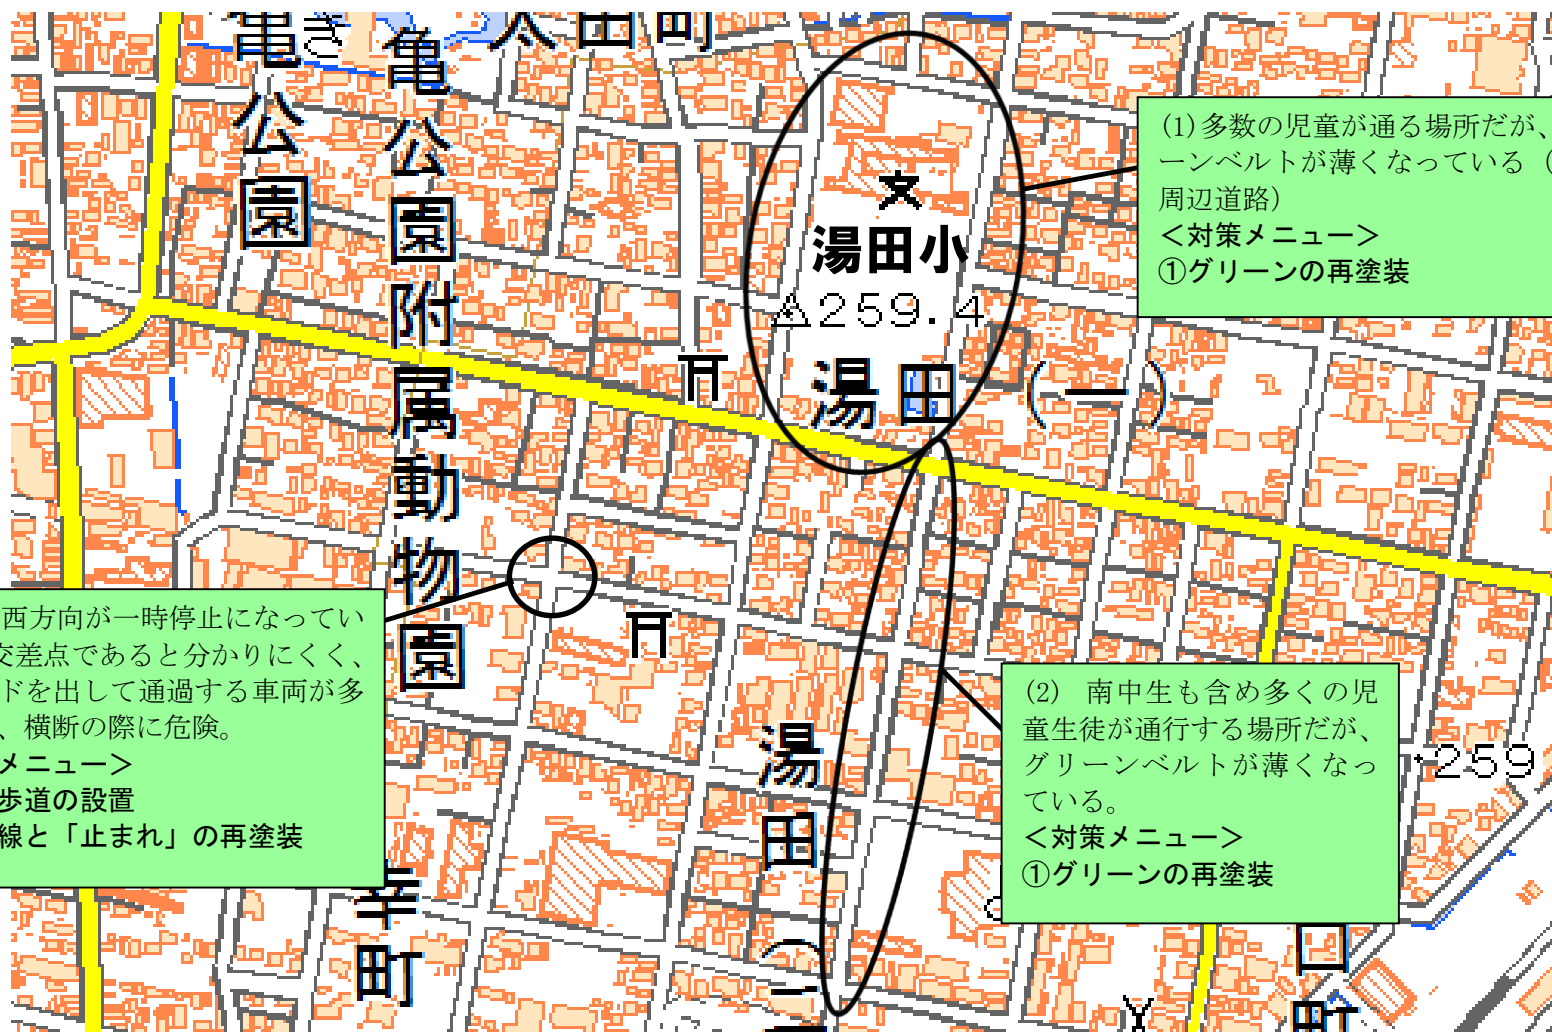 亀公園
き
亀公園附属動物園
太田町
湯田小
259.4
湯田(一)
(1)多数の児童が通る場所だが、
ーンベルトが薄くなっている(
周辺道路)
<対策メニュー>
①グリーンの再塗装
西方向が一時停止になってい
交差点であると分かりにくく、
ドを出して通過する車両が多
、横断の際に危険。
メニュー>
歩道の設置
線と「止まれ」の再塗装
(2) 南中生も含め多くの児
童生徒が通行する場所だが、
グリーンベルトが薄くなっ
ている。
<対策メニュー>
①グリーンの再塗装
・259
湯田(二
幸町
口町